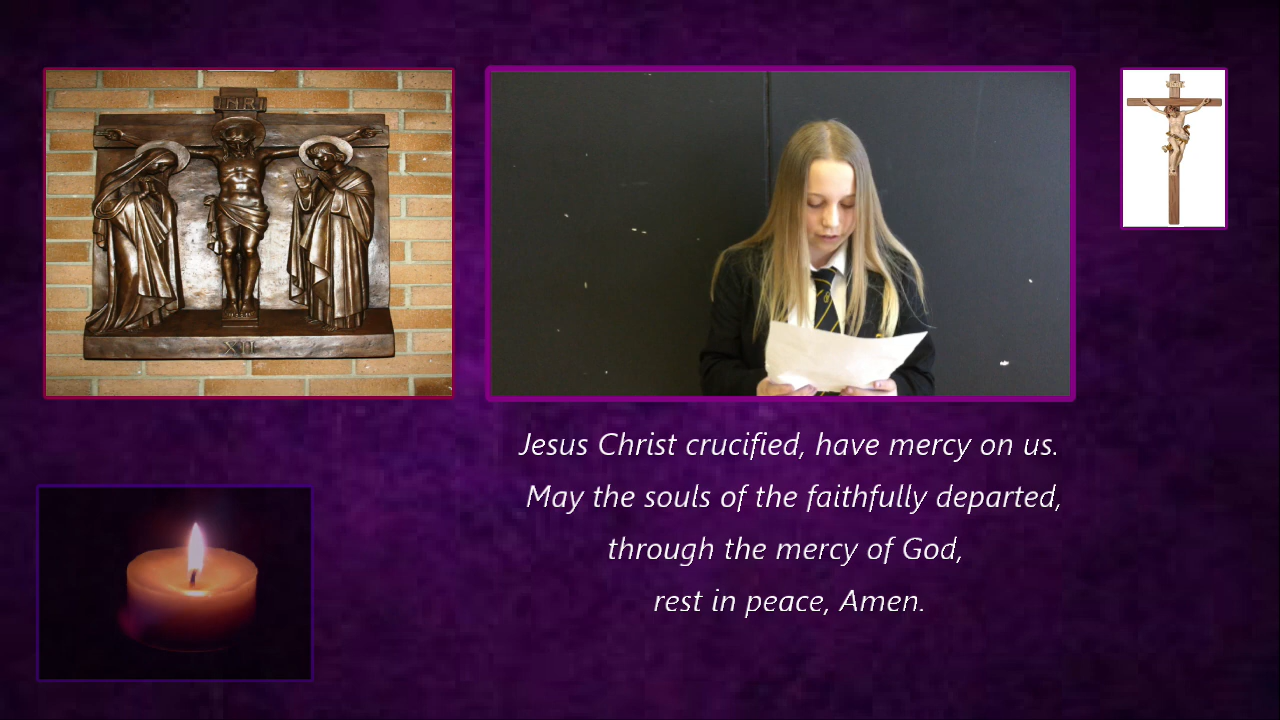 INRI
XII
Jesus Christ crucified, have mercy on us.
May the souls of the faithfully departed,
through the mercy of God,
rest in peace, Amen.